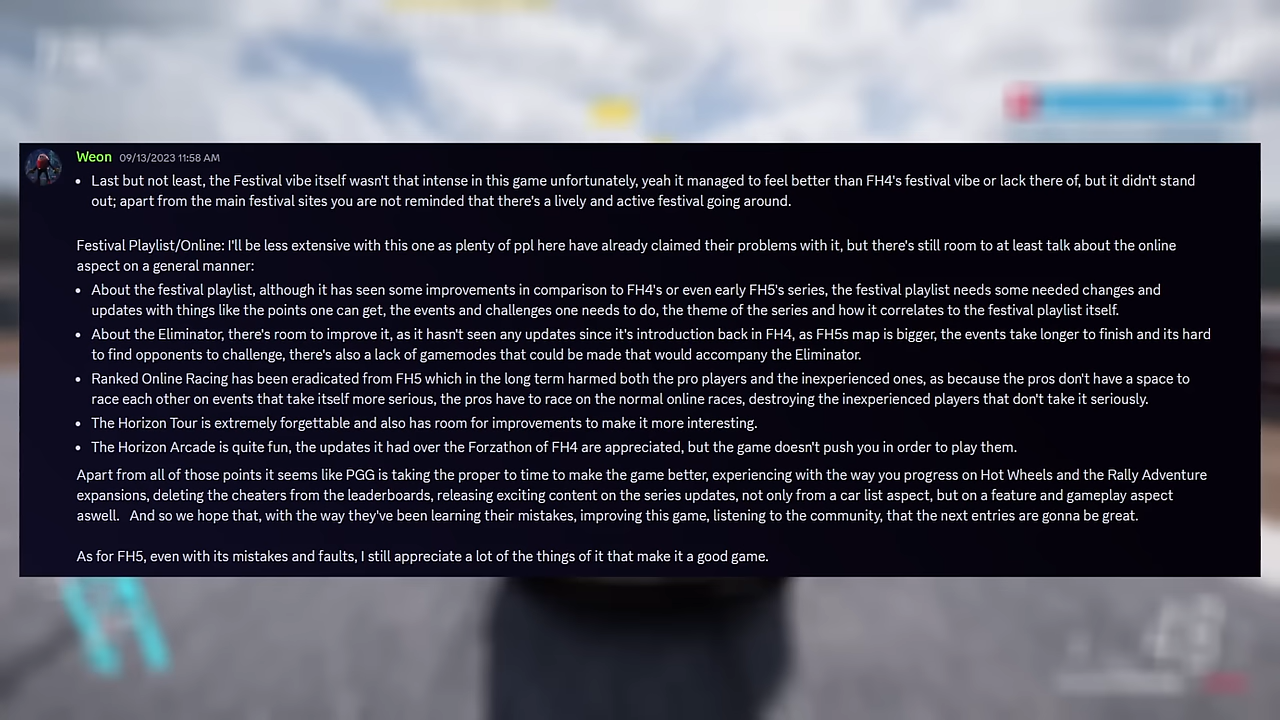 Weon 09/13/2023 11:58 AM
• Last but not least, the Festival vibe itself wasn't that intense in this game unfortunately, yeah it managed to feel better than FH4's festival vibe or lack there of, but it didn't stand
out; apart from the main festival sites you are not reminded that there's a lively and active festival going around.
Festival Playlist/Online: I'll be less extensive with this one as plenty of ppl here have already claimed their problems with it, but there's still room to at least talk about the online
aspect on a general manner:
• About the festival playlist, although it has seen some improvements in comparison to FH4's or even early FH5's series, the festival playlist needs some needed changes and
updates with things like the points one can get, the events and challenges one needs to do, the theme of the series and how it correlates to the festival playlist itself.
• About the Eliminator, there's room to improve it, as it hasn't seen any updates since it's introduction back in FH4, as FH5s map is bigger, the events take longer to finish and its hard
to find opponents to challenge, there's also a lack of gamemodes that could be made that would accompany the Eliminator.
• Ranked Online Racing has been eradicated from FH5 which in the long term harmed both the pro players and the inexperienced ones, as because the pros don't have a space to
race each other on events that take itself more serious, the pros have to race on the normal online races, destroying the inexperienced players that don't take it seriously.
• The Horizon Tour is extremely forgettable and also has room for improvements to make it more interesting.
• The Horizon Arcade is quite fun, the updates it had over the Forzathon of FH4 are appreciated, but the game doesn't push you in order to play them.
Apart from all of those points it seems like PGG is taking the proper to time to make the game better, experiencing with the way you progress on Hot Wheels and the Rally Adventure
expansions, deleting the cheaters from the leaderboards, releasing exciting content on the series updates, not only from a car list aspect, but on a feature and gameplay aspect
aswell. And so we hope that, with the way they've been learning their mistakes, improving this game, listening to the community, that the next entries are gonna be great.
As for FH5, even with its mistakes and faults, I still appreciate a lot of the things of it that make it a good game.